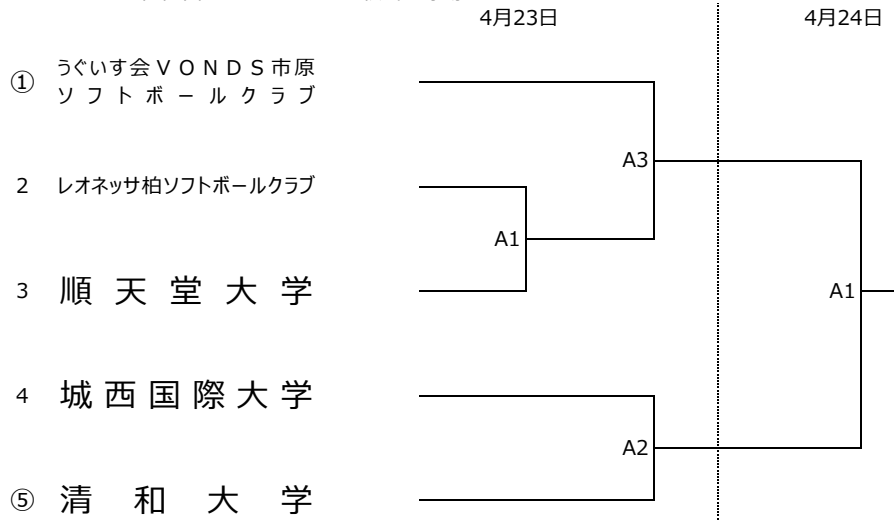 4月23日 4月24日
① うぐいす会VONDS市原
ソフトボールクラブ
A3
2 レオネッサ柏ソフトボールクラブ
A1
3 順天堂大学
A1
4 城西国際大学
A2
⑤ 清和大学